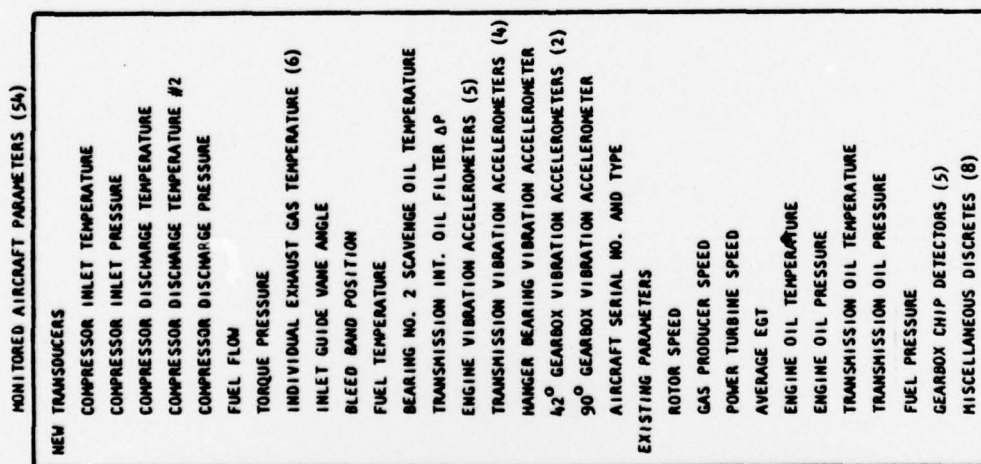 MONITORED AIRCRAFT PARAMETERS (54)
NEW TRANSDUCERS
COMPRESSOR INLET TEMPERATURE
COMPRESSOR INLET PRESSURE
COMPRESSOR DISCHARGE TEMPERATURE
COMPRESSOR DISCHARGE TEMPERATURE #2
COMPRESSOR DISCHARGE PRESSURE
FUEL FLOW
TORQUE PRESSURE
INDIVIDUAL EXHAUST GAS TEMPERATURE (6)
INLET GUIDE VANE ANGLE
BLEED BAND POSITION
FUEL TEMPERATURE
BEARING NO. 2 SCAVENGE OIL TEMPERATURE
TRANSMISSION INT. OIL FILTER ΔP
ENGINE VIBRATION ACCELEROMETERS (5)
TRANSMISSION VIBRATION ACCELEROMETERS (4)
HANGER BEARING VIBRATION ACCELEROMETER
42° GEARBOX VIBRATION ACCELEROMETERS (2)
90° GEARBOX VIBRATION ACCELEROMETER
AIRCRAFT SERIAL NO. AND TYPE
EXISTING PARAMETERS
ROTOR SPEED
GAS PRODUCER SPEED
POWER TURBINE SPEED
AVERAGE EGT
ENGINE OIL TEMPERATURE
ENGINE OIL PRESSURE
TRANSMISSION OIL TEMPERATURE
TRANSMISSION OIL PRESSURE
FUEL PRESSURE
GEARBOX CHIP DETECTORS (5)
MISCELLANEOUS DISCRETES (8)